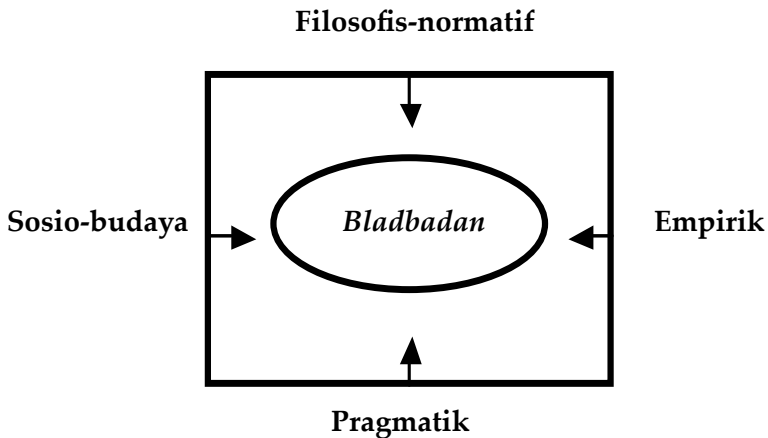 Filosofis-normatif
Sosio-budaya
Bladbadan
Empirik
Pragmatik